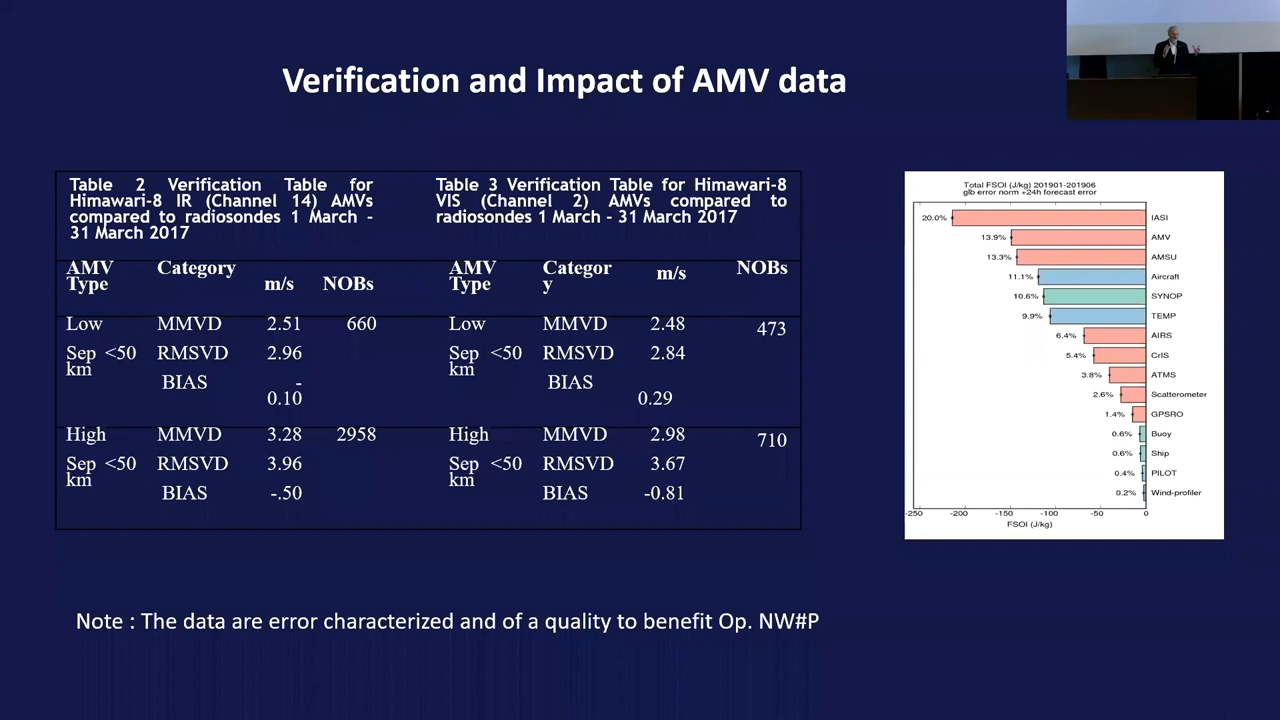 Verification and Impact of AMV data
Table 2 Verification Table for
Himawari-8 IR (Channel 14) AMVs
compared to radiosondes 1 March -
31 March 2017
Table 3 Verification Table for Himawari-8
VIS (Channel 2) AMVs compared to
radiosondes 1 March - 31 March 2017
AMV Type Category m/s NOBs AMV Type Categor y m/s NOBs
Low MMVD 2.51 660 Low MMVD 2.48 473
Sep <50 km RMSVD 2.96 Sep <50 km RMSVD 2.84
BIAS - 0.10 BIAS 0.29
High MMVD 3.28 2958 High MMVD 2.98 710
Sep <50 km RMSVD 3.96 Sep <50 km RMSVD 3.67
BIAS -.50 BIAS -0.81
Total FSOI (J/kg) 201901-201906
glb error norm +24h forecast error
20.0% IASI
13.9% AMV
13.3% AMSU
11.1% Aircraft
10.6% SYNOP
9.9% TEMP
6.4% AIRS
5.4% CrIS
3.8% ATMS
2.6% Scatterometer
1.4% GPSRO
0.6% Buoy
0.6% Ship
0.4% PILOT
0.2% Wind-profiler
-250 -200 -150 -100 -50 0
FSOI (J/kg)
Note : The data are error characterized and of a quality to benefit Op. NW#P